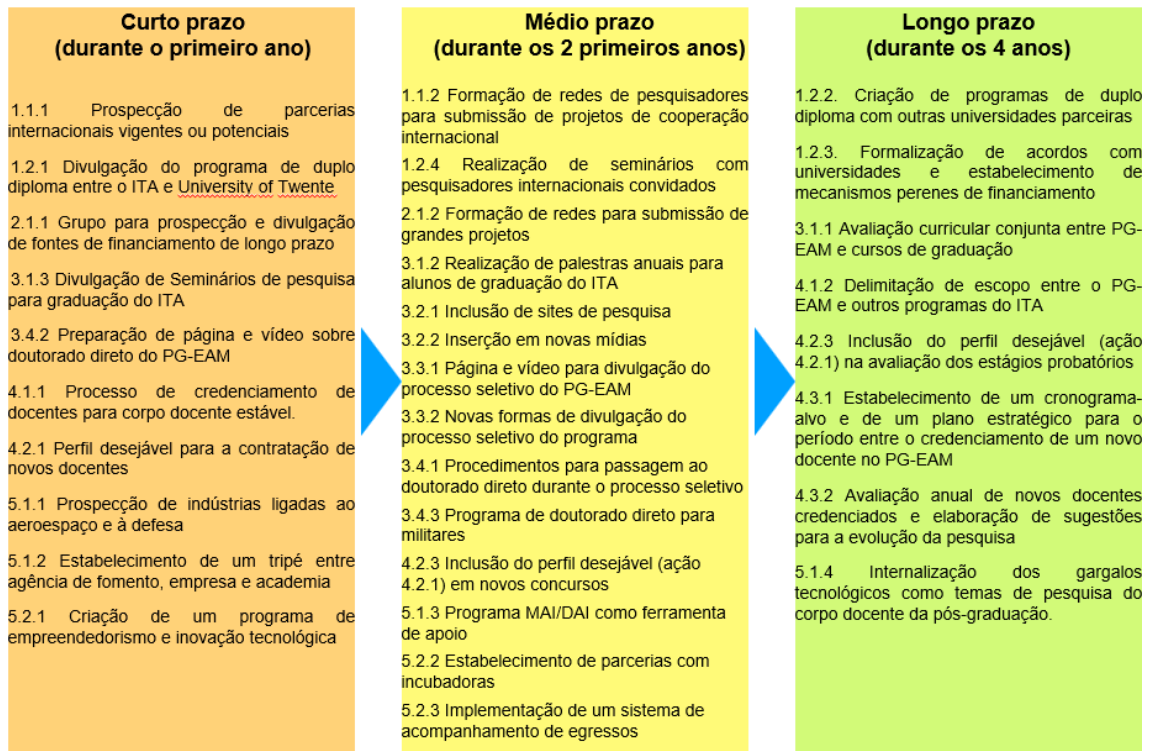 Curto prazo
(durante o primeiro ano)
1.1.1 Prospecção de parcerias
internacionais vigentes ou potenciais
1.2.1 Divulgação do programa de duplo
diploma entre o ITA e University of Twente
2.1.1 Grupo para prospecção e divulgação
de fontes de financiamento de longo prazo
3.1.3 Divulgação de Seminários de pesquisa
para graduação do ITA
3.4.2 Preparação de página e vídeo sobre
doutorado direto do PG-EAM
4.1.1 Processo de credenciamento de
docentes para corpo docente estável.
4.2.1 Perfil desejável para a contratação de
novos docentes
5.1.1 Prospecção de indústrias ligadas ao
aeroespaço e à defesa
5.1.2 Estabelecimento de um tripé entre
agência de fomento, empresa e academia
5.2.1 Criação de um programa de
empreendedorismo e inovação tecnológica
Médio prazo
(durante os 2 primeiros anos)
1.1.2 Formação de redes de pesquisadores
para submissão de projetos de cooperação
internacional
1.2.4 Realização de seminários com
pesquisadores internacionais convidados
2.1.2 Formação de redes para submissão de
grandes projetos
3.1.2 Realização de palestras anuais para
alunos de graduação do ITA
3.2.1 Inclusão de sites de pesquisa
3.2.2 Inserção em novas mídias
3.3.1 Página e vídeo para divulgação do
processo seletivo do PG-EAM
3.3.2 Novas formas de divulgação do
processo seletivo do programa
3.4.1 Procedimentos para passagem ao
doutorado direto durante o processo seletivo
3.4.3 Programa de doutorado direto para
militares
4.2.3 Inclusão do perfil desejável (ação
4.2.1) em novos concursos
5.1.3 Programa MAI/DAI como ferramenta
de apoio
5.2.2 Estabelecimento de parcerias com
incubadoras
5.2.3 Implementação de um sistema de
acompanhamento de egressos
Longo prazo
(durante os 4 anos)
1.2.2. Criação de programas de duplo
diploma com outras universidades parceiras
1.2.3. Formalização de acordos com
universidades e estabelecimento de
mecanismos perenes de financiamento
3.1.1 Avaliação curricular conjunta entre PG-
EAM e cursos de graduação
4.1.2 Delimitação de escopo entre o PG-
EAM e outros programas do ITA
4.2.3 Inclusão do perfil desejável (ação
4.2.1) na avaliação dos estágios probatórios
4.3.1 Estabelecimento de um cronograma-
alvo e de um plano estratégico para o
período entre o credenciamento de um novo
docente no PG-EAM
4.3.2 Avaliação anual de novos docentes
credenciados e elaboração de sugestões
para a evolução da pesquisa
5.1.4 Internalização dos gargalos
tecnológicos como temas de pesquisa do
corpo docente da pós-graduação.